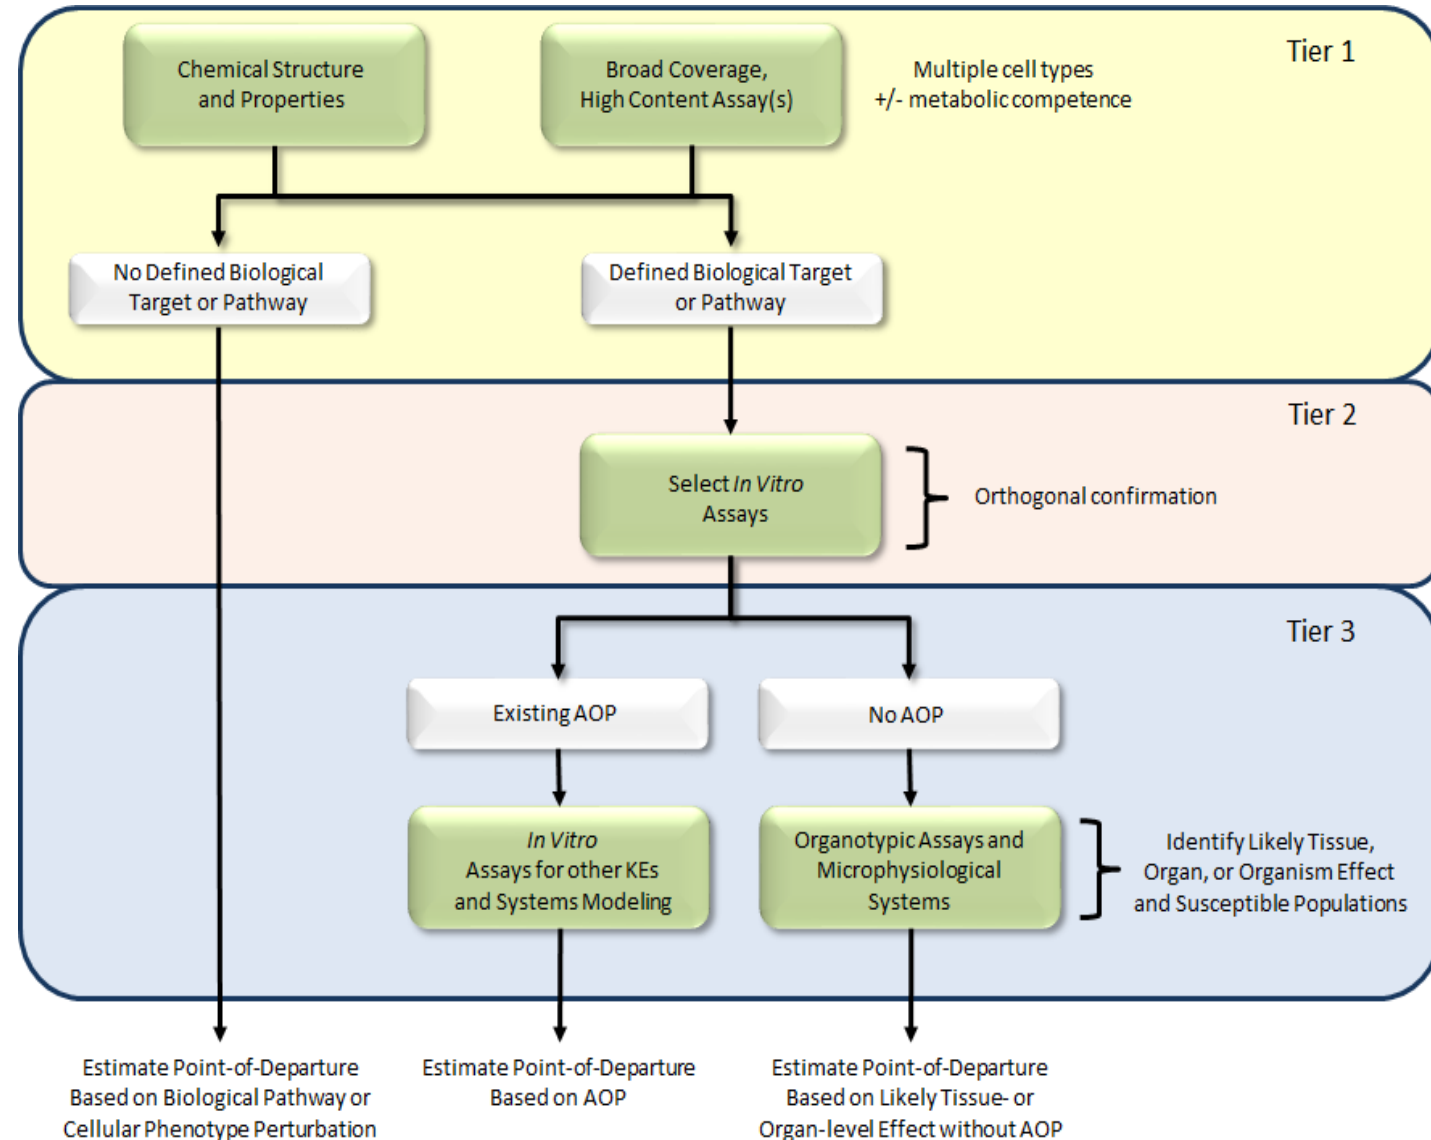 Tier 1
Chemical Structure
and Properties
Broad Coverage,
High Content Assay(s)
Multiple cell types
+/- metabolic competence
No Defined Biological
Target or Pathway
Defined Biological Target
or Pathway
Tier 2
Select In Vitro
Assays
Orthogonal confirmation
Tier 3
Existing AOP
No AOP
In Vitro
Assays for other KEs
and Systems Modeling
Organotypic Assays and
Microphysiological
Systems
Identify Likely Tissue,
Organ, or Organism Effect
and Susceptible Populations
Estimate Point-of-Departure
Based on Biological Pathway or
Cellular Phenotype Perturbation
Estimate Point-of-Departure
Based on AOP
Estimate Point-of-Departure
Based on Likely Tissue- or
Organ-level Effect without AOP